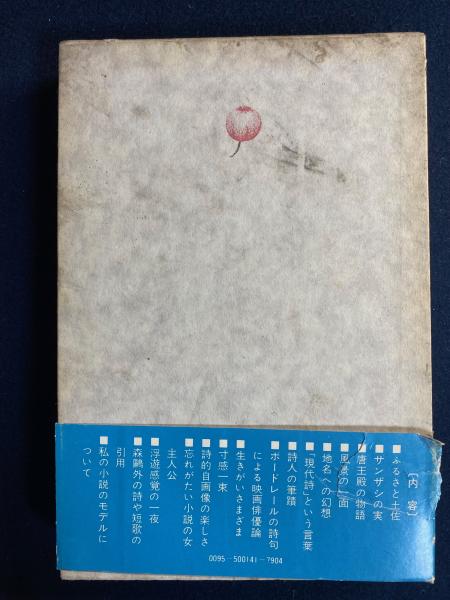 〔内容〕
■ふるさと土佐
■サンザシの実
■唐王殿の物語
■風景の一面
■地名への幻想
■「現代詩」という言葉
■詩人の筆蹟
■ボードレールの詩句
による映画俳優論
■生きがいさまざま
■寸感一束
■詩的自画像の楽しさ
■忘れがたい小説の女
主人公
■浮遊感覚の一夜
■森鷗外の詩や短歌の
引用
■私の小説のモデルに
ついて
0095-500141-7904